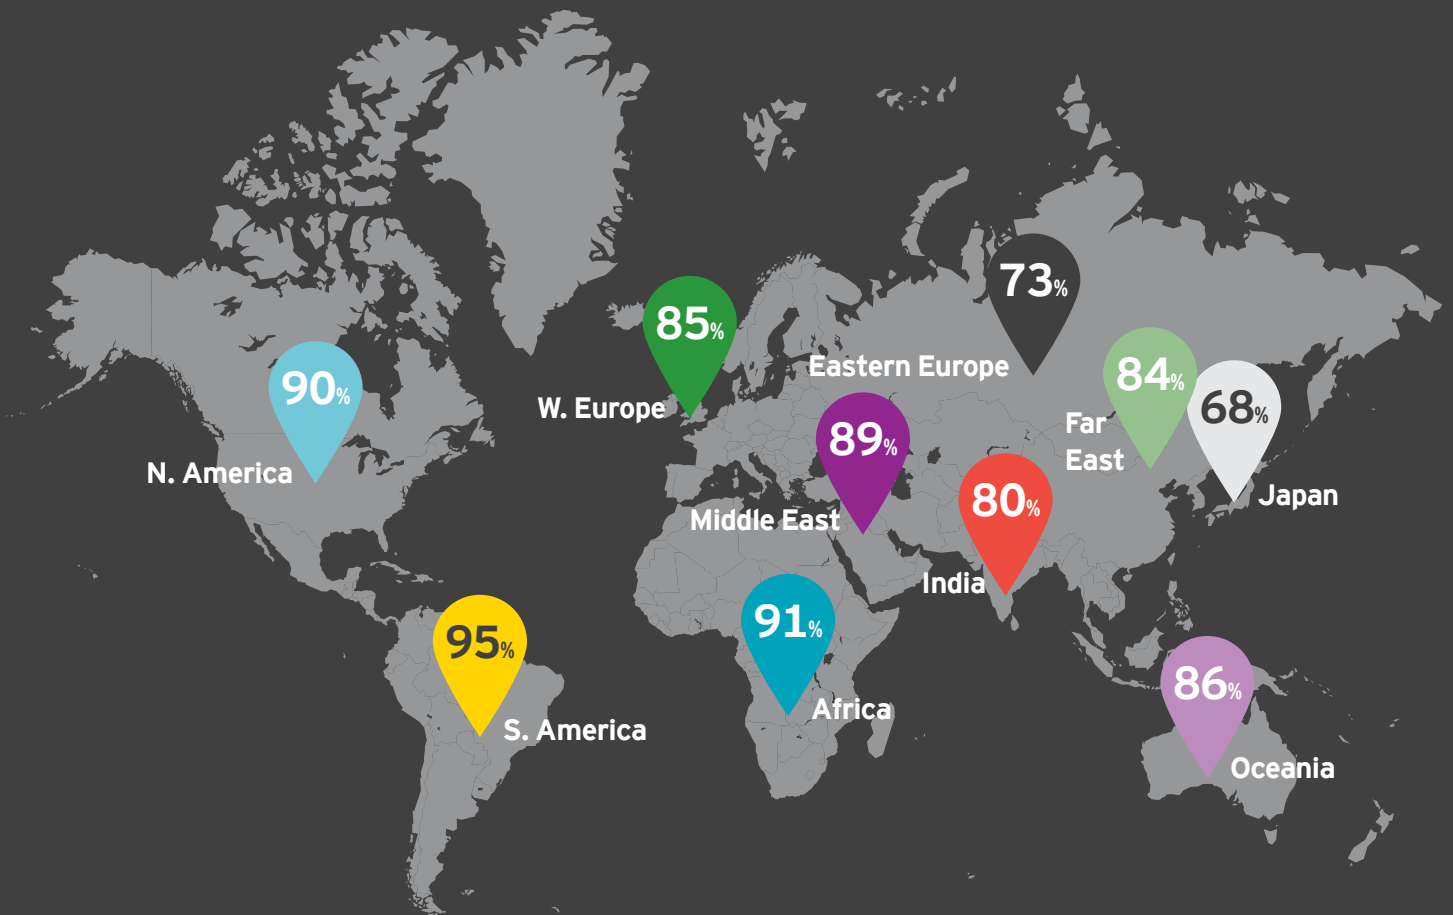 73%
Eastern Europe
85%
W. Europe
84%
Far
East
68%
Japan
90%
N. America
89%
Middle East
80%
India
91%
Africa
95%
S. America
86%
Oceania